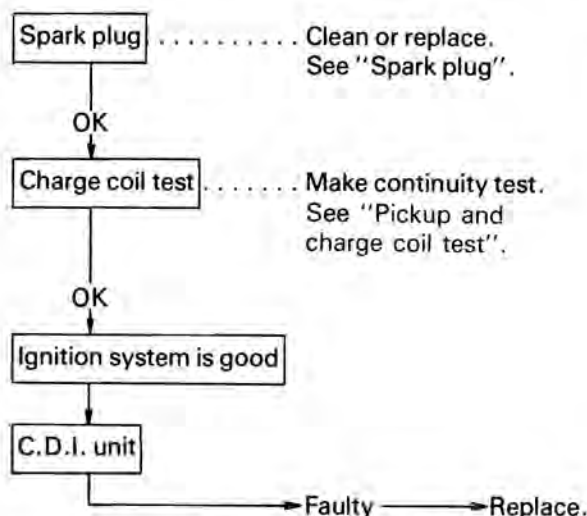 Spark plug . . . . . . . . . . Clean or replace.
See "Spark plug".
OK
Charge coil test . . . . . . . Make continuity test.
See "Pickup and
charge coil test".
OK
Ignition system is good
C.D.I. unit
Faulty Replace.